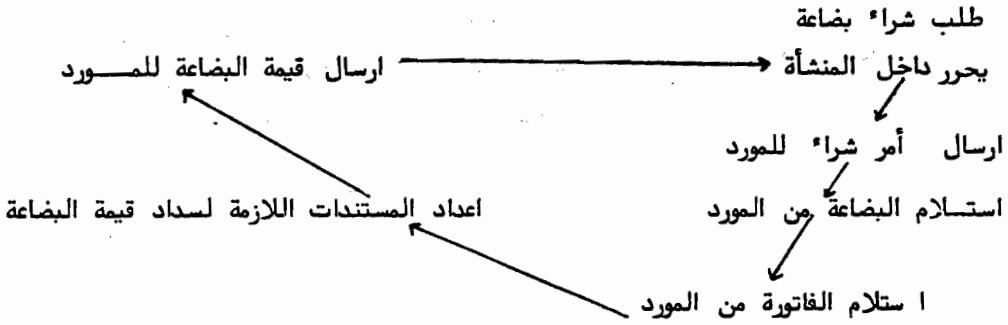 طلب شراء بضاعة
يحرر داخل المنشأة
ارسال قيمة البضاعة للمـــورد
ارسال أمر شراء للمورد
استـــلام البضاعة من المورد
اعداد المستندات اللازمة لسداد قيمة البضاعة
ا ستلام الفاتورة من المورد